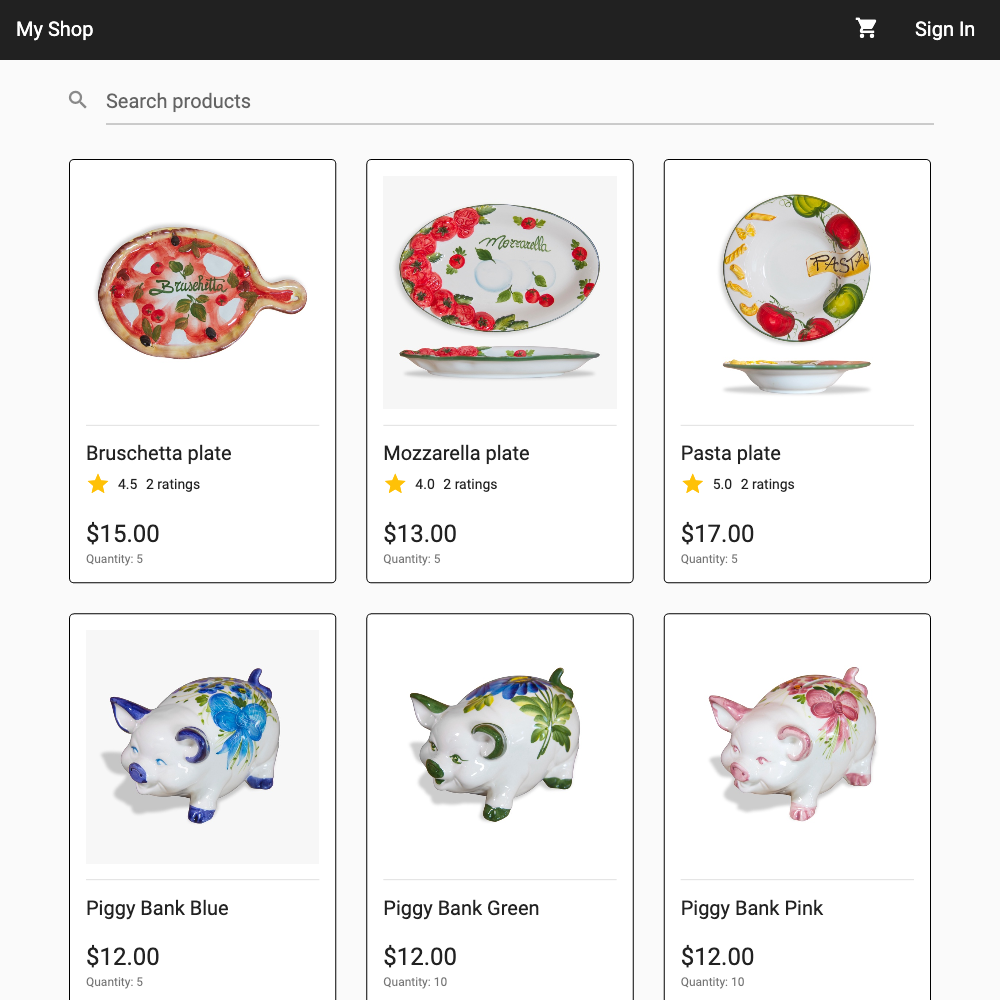 My Shop
Sign In
Search products
Bruschetta
Mozzarella
PASTA
Bruschetta plate
4.5 2 ratings
$15.00
Quantity: 5
Mozzarella plate
4.0 2 ratings
$13.00
Quantity: 5
Pasta plate
5.0 2 ratings
$17.00
Quantity: 5
Piggy Bank Blue
$12.00
Quantity: 5
Piggy Bank Green
$12.00
Quantity: 10
Piggy Bank Pink
$12.00
Quantity: 10